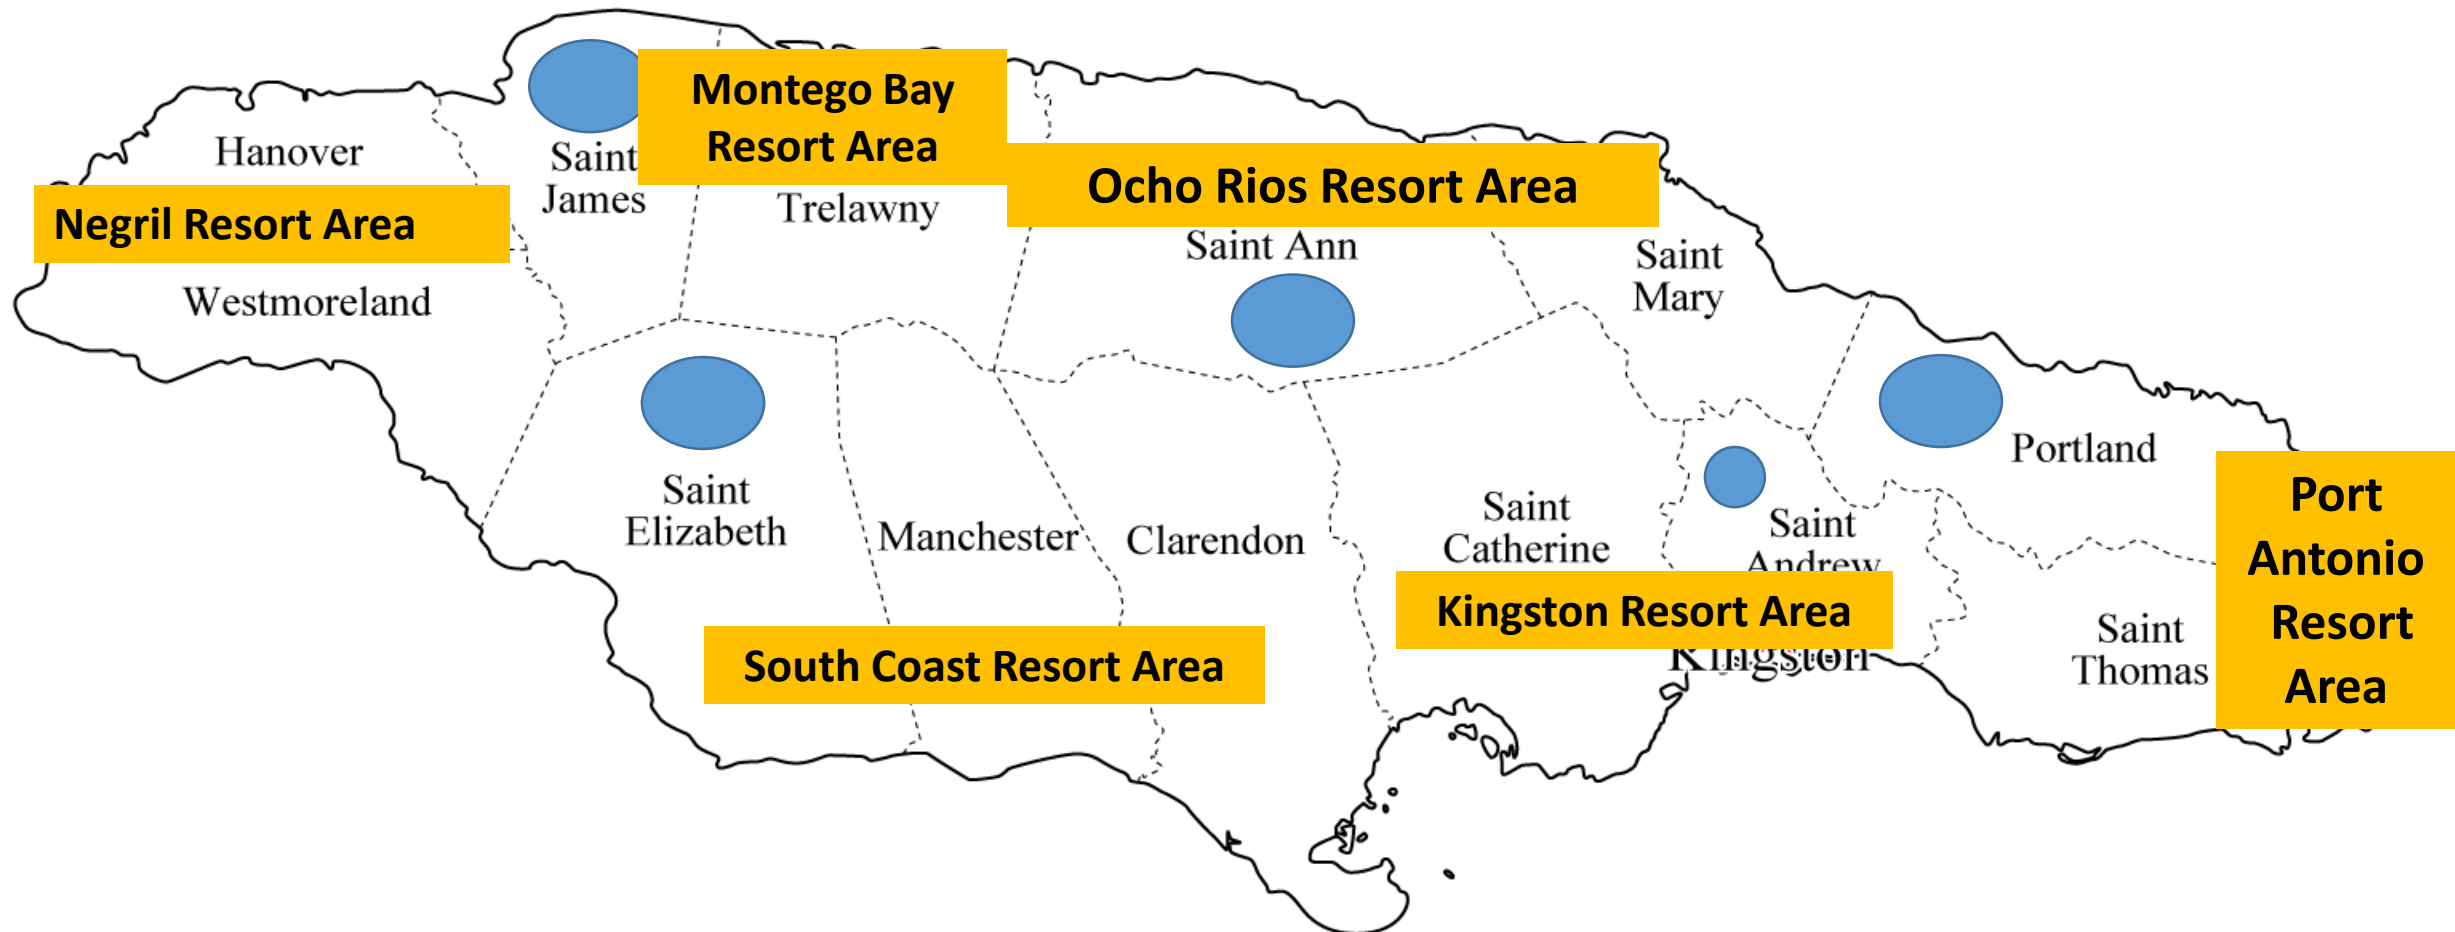 Montego Bay
Resort Area
Hanover
Saint
James
Ocho Rios Resort Area
Negril Resort Area
Trelawny
Saint Ann
Saint
Mary
Westmoreland
Portland
Saint
Elizabeth
Manchester
Clarendon
Saint
Catherine
Saint
Andrew
Port
Antonio
Resort
Area
Kingston Resort Area
Kingston
South Coast Resort Area
Saint
Thomas